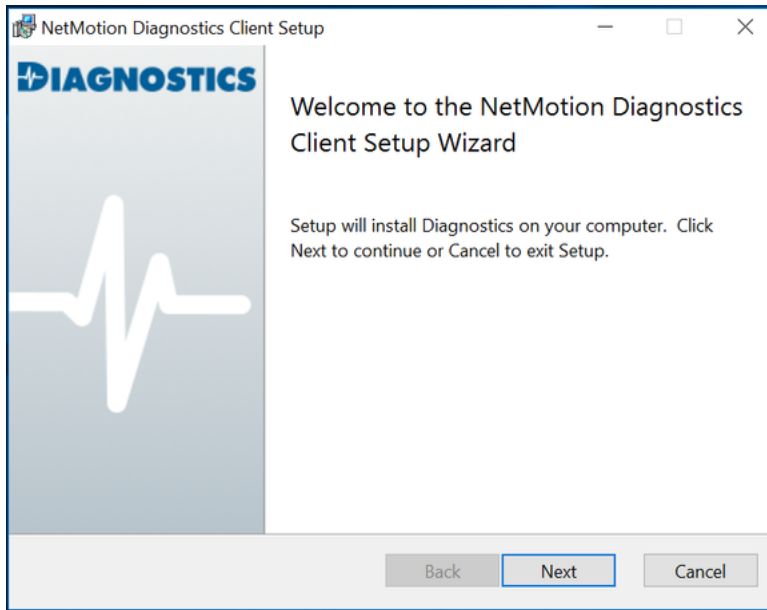 NetMotion Diagnostics Client Setup
DIAGNOSTICS
Welcome to the NetMotion Diagnostics
Client Setup Wizard
Setup will install Diagnostics on your computer.  Click
Next to continue or Cancel to exit Setup.
Back
Next
Cancel